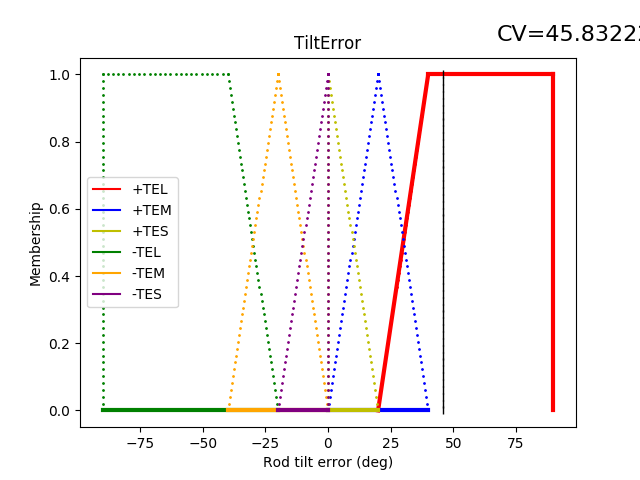 CV=45.8322
TiltError
Membership
1.0
0.8
0.6
0.4
0.2
0.0
+TEL
+TEM
+TES
-TEL
-TEM
-TES
−75 −50 −25 0 25 50 75
Rod tilt error (deg)